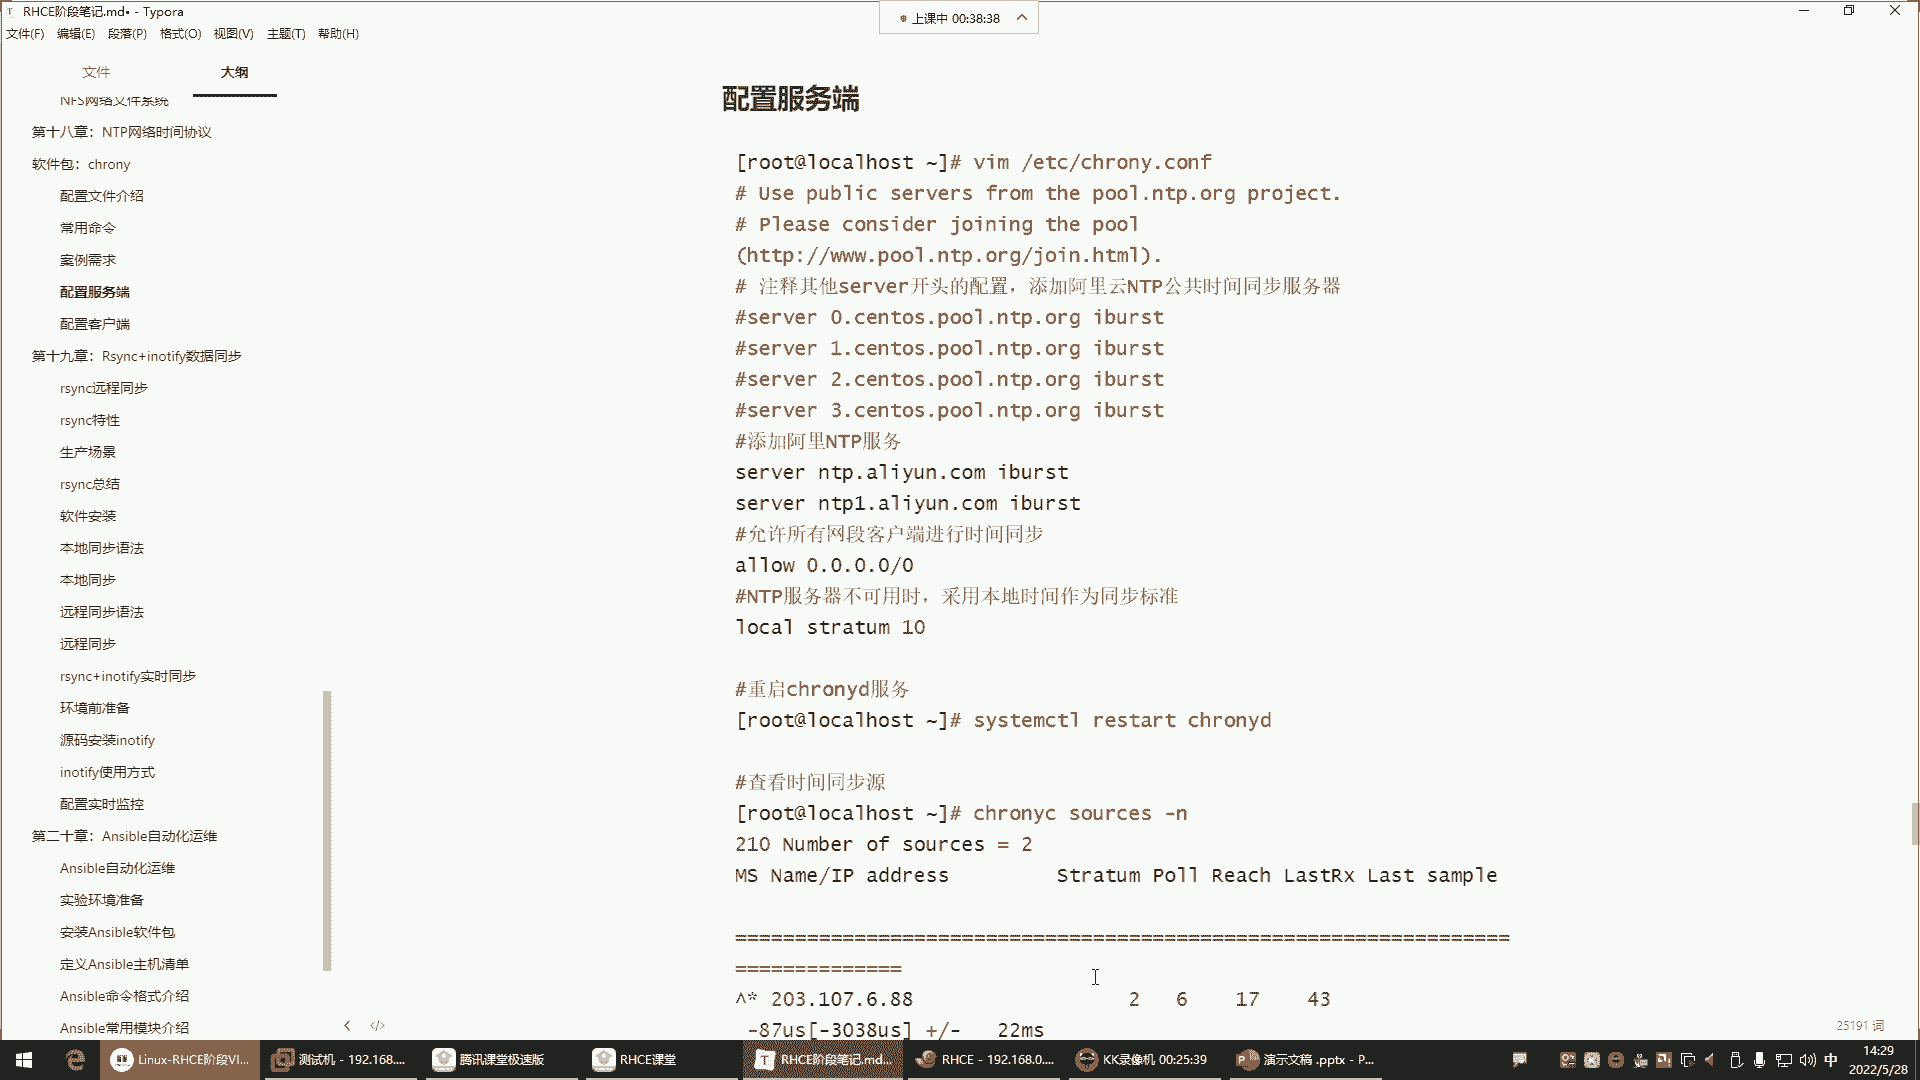 RHCE阶段笔记.md• - Typora
上课中 00:38:38
文件(F) 编辑(E) 段落(P) 格式(O) 视图(V) 主题(T) 帮助(H)
文件 大纲
NFS网络文件系统
第十八章：NTP网络时间协议
软件包：chrony
配置文件介绍
常用命令
案例需求
配置服务端
配置客户端
第十九章：Rsync+inotify数据同步
rsync远程同步
rsync特性
生产场景
rsync总结
软件安装
本地同步语法
本地同步
远程同步语法
远程同步
rsync+inotify实时同步
环境前准备
源码安装inotify
inotify使用方式
配置实时监控
第二十章：Ansible自动化运维
Ansible自动化运维
实验环境准备
安装Ansible软件包
定义Ansible主机清单
Ansible命令格式介绍
Ansible常用模块介绍
配置服务端
[root@localhost ~]# vim /etc/chrony.conf
# Use public servers from the pool.ntp.org project.
# Please consider joining the pool
(http://www.pool.ntp.org/join.html).
# 注释其他server开头的配置，添加阿里云NTP公共时间同步服务器
#server 0.centos.pool.ntp.org iburst
#server 1.centos.pool.ntp.org iburst
#server 2.centos.pool.ntp.org iburst
#server 3.centos.pool.ntp.org iburst
#添加阿里NTP服务
server ntp.aliyun.com iburst
server ntp1.aliyun.com iburst
#允许所有网段客户端进行时间同步
allow 0.0.0.0/0
#NTP服务器不可用时，采用本地时间作为同步标准
local stratum 10
#重启chronyd服务
[root@localhost ~]# systemctl restart chronyd
#查看时间同步源
[root@localhost ~]# chronyc sources -n
210 Number of sources = 2
MS Name/IP address Stratum Poll Reach LastRx Last sample
=================================================================
==============
^* 203.107.6.88 2 6 17 43
-87us[-3038us] +/- 22ms
25191 词
Linux-RHCE阶段VI...
测试机 - 192.168....
腾讯课堂极速版
RHCE课堂
RHCE阶段笔记.md...
RHCE - 192.168.0....
KK录像机 00:25:39
演示文稿 .pptx - P...
中
14:29
2022/5/28